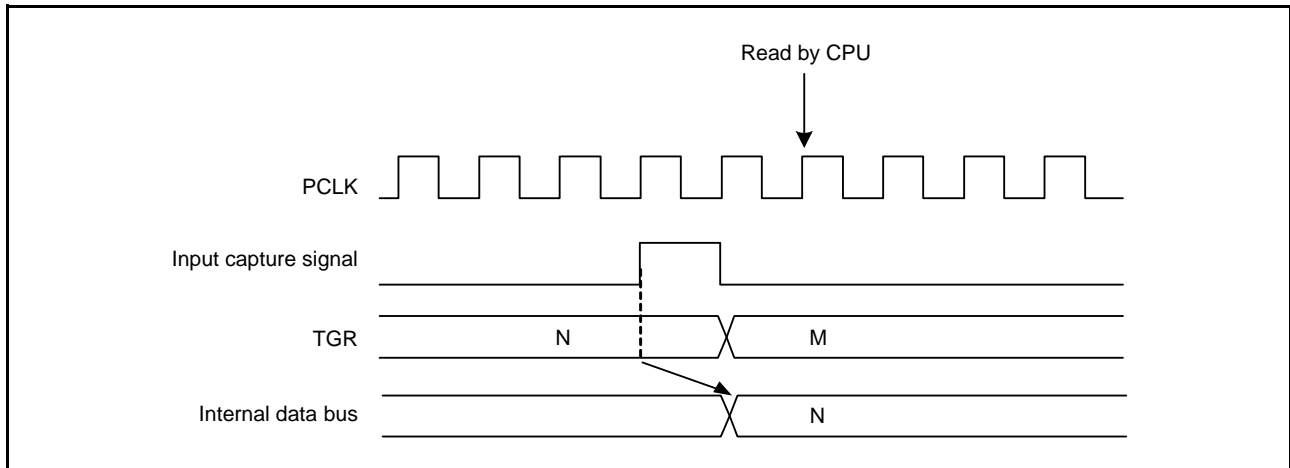 Read by CPU
PCLK
Input capture signal
TGR
N
M
Internal data bus
N